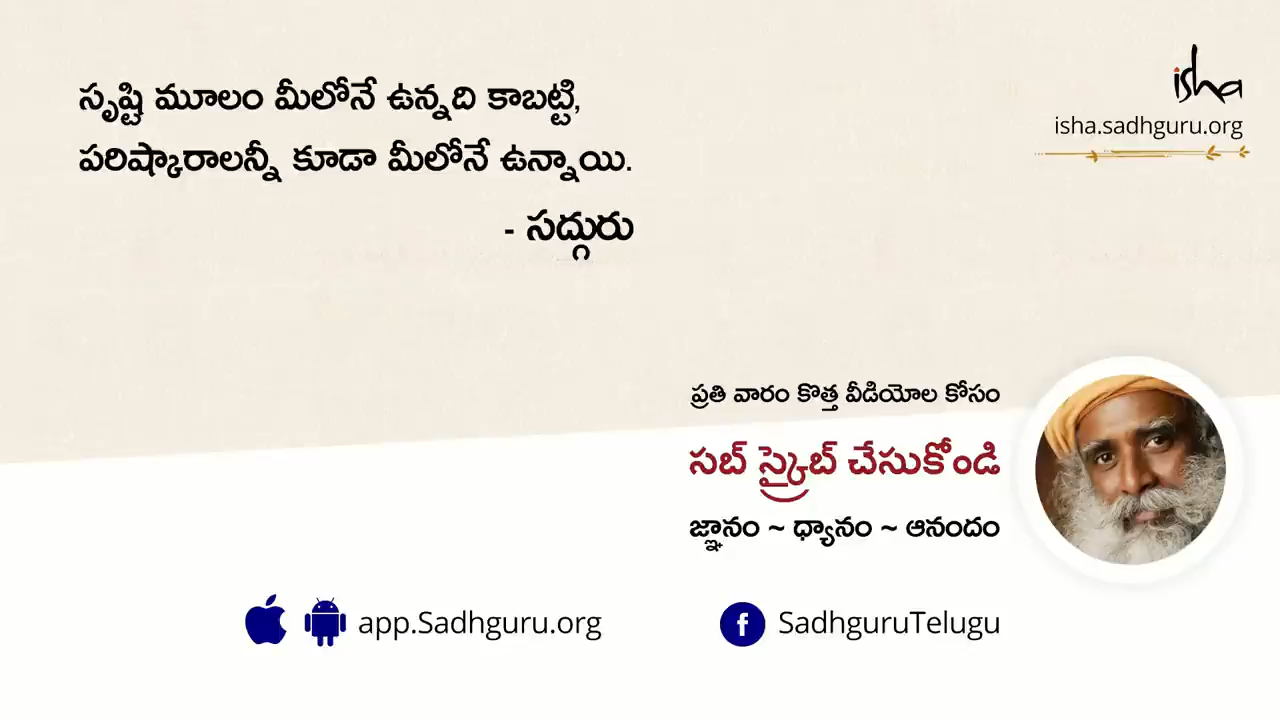 సృష్టి మూలం మీలోనే ఉన్నది కాబట్టి,
పరిష్కారాలన్నీ కూడా మీలోనే ఉన్నాయి.
- సద్గురు
isha
isha.sadhguru.org
ప్రతి వారం కొత్త వీడియోల కోసం
సబ్ స్క్రైబ్ చేసుకోండి
జ్ఞానం ~ ధ్యానం ~ ఆనందం
app.Sadhguru.org
SadhguruTelugu